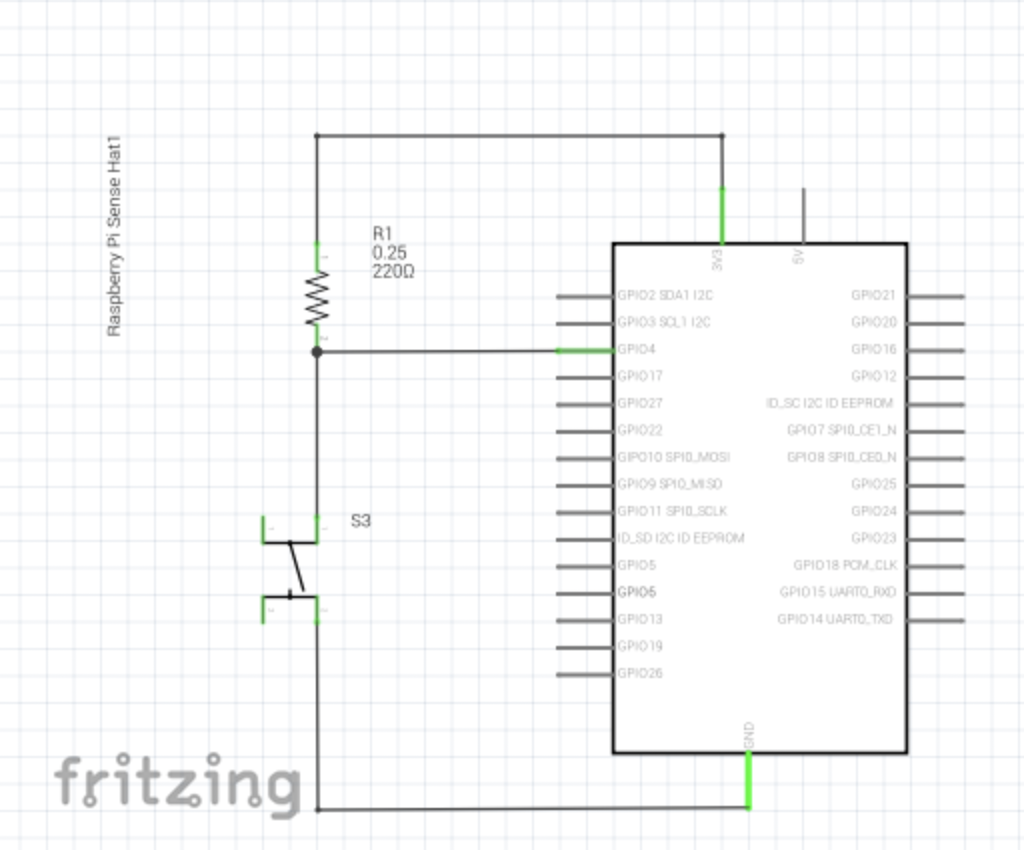 Raspberry Pi Sense Hat1
R1
0.25
220Ω
3V3
5V
GPIO2 SDA1 I2C
GPIO21
GPIO3 SCL1 I2C
GPIO20
GPIO4
GPIO16
GPIO17
GPIO12
GPIO27
ID_SC I2C ID EEPROM
GPIO22
GPIO7 SPI0_CE1_N
GIPO10 SPI0_MOSI
GPIO8 SPI0_CE0_N
GPIO9 SPI0_MISO
GPIO25
GPIO11 SPI0_SCLK
GPIO24
ID_SD I2C ID EEPROM
GPIO23
GPIO5
GPIO18 PCM_CLK
GPIO6
GPIO15 UART0_RXD
GPIO13
GPIO14 UART0_TXD
GPIO19
GPIO26
S3
GND
fritzing